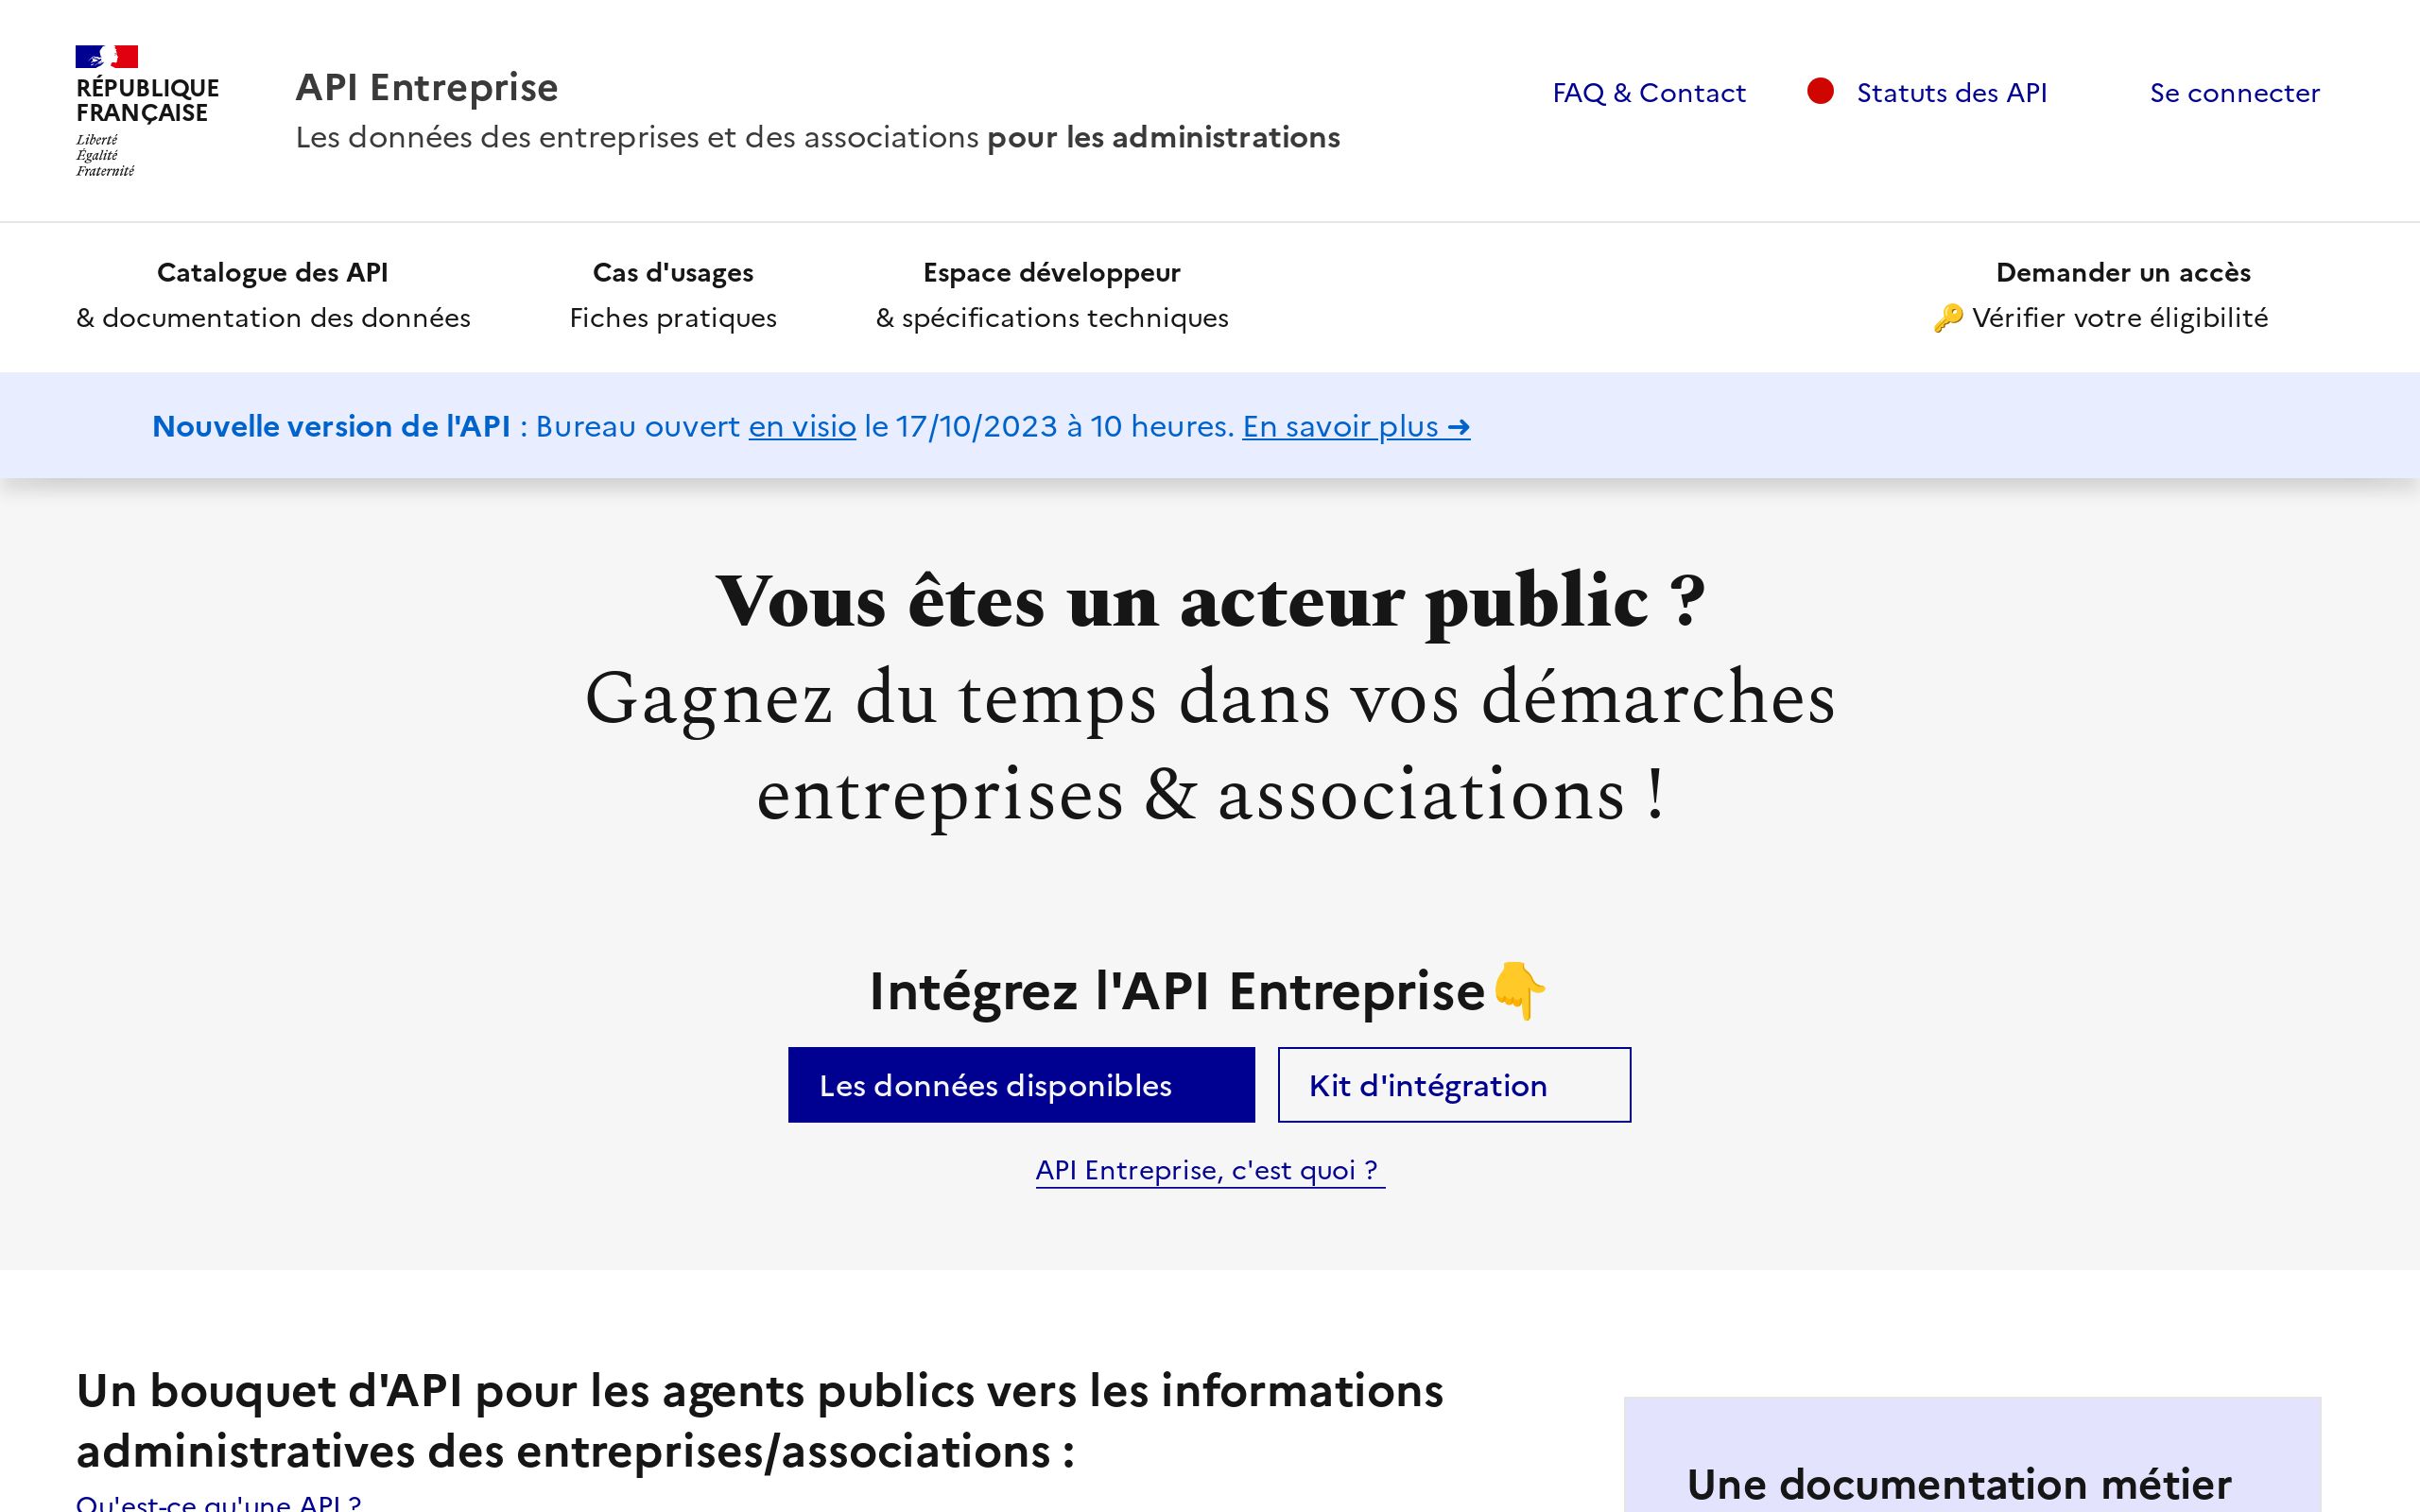 RÉPUBLIQUE
FRANÇAISE
Liberté
Égalité
Fraternité
API Entreprise
Les données des entreprises et des associations pour les administrations
FAQ & Contact
Statuts des API
Se connecter
Catalogue des API
& documentation des données
Cas d'usages
Fiches pratiques
Espace développeur
& spécifications techniques
Demander un accès
🔑 Vérifier votre éligibilité
Nouvelle version de l'API : Bureau ouvert en visio le 17/10/2023 à 10 heures. En savoir plus ➜
Vous êtes un acteur public ?
Gagnez du temps dans vos démarches
entreprises & associations !
Intégrez l'API Entreprise👇
Les données disponibles
Kit d'intégration
API Entreprise, c'est quoi ?
Un bouquet d'API pour les agents publics vers les informations
administratives des entreprises/associations :
Qu'est-ce qu'une API ?
Une documentation métier